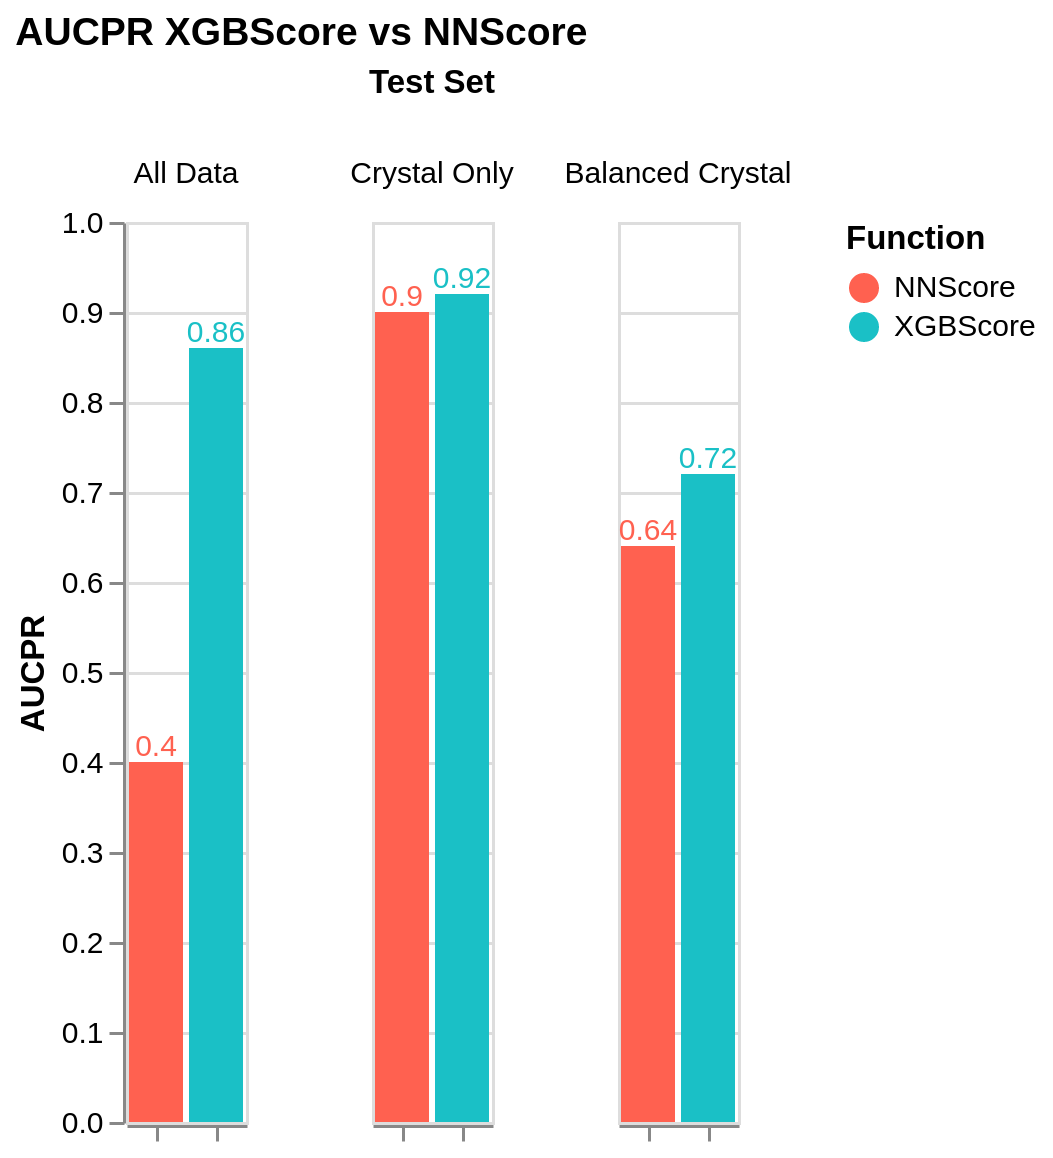 AUCPR XGBScore vs NNScore
Test Set
All Data
Crystal Only
Balanced Crystal
1.0
0.9
0.8
0.7
0.6
0.5
0.4
0.3
0.2
0.1
0.0
AUCPR
0.4
0.86
0.9
0.92
0.64
0.72
Function
NNScore
XGBScore